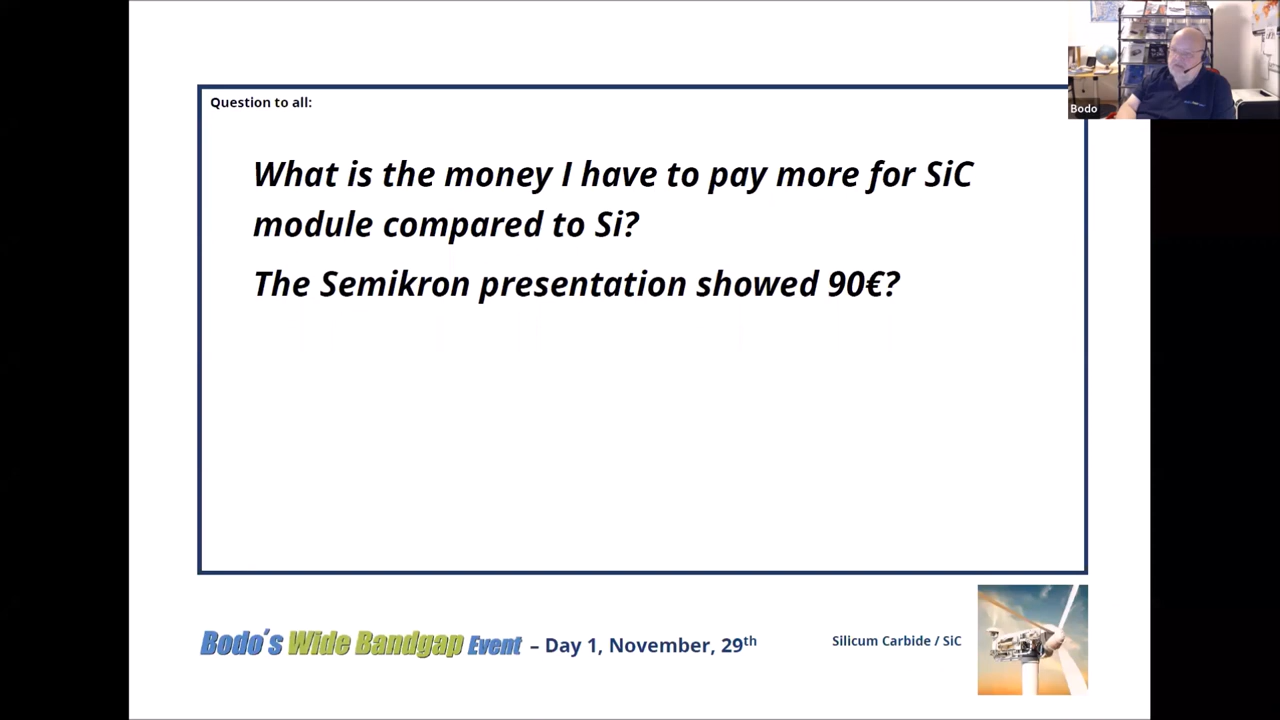 Question to all:
What is the money I have to pay more for SiC
module compared to Si?
The Semikron presentation showed 90€?
Bodo
Bodo´s Wide Bandgap Event – Day 1, November, 29th
Silicum Carbide / SiC